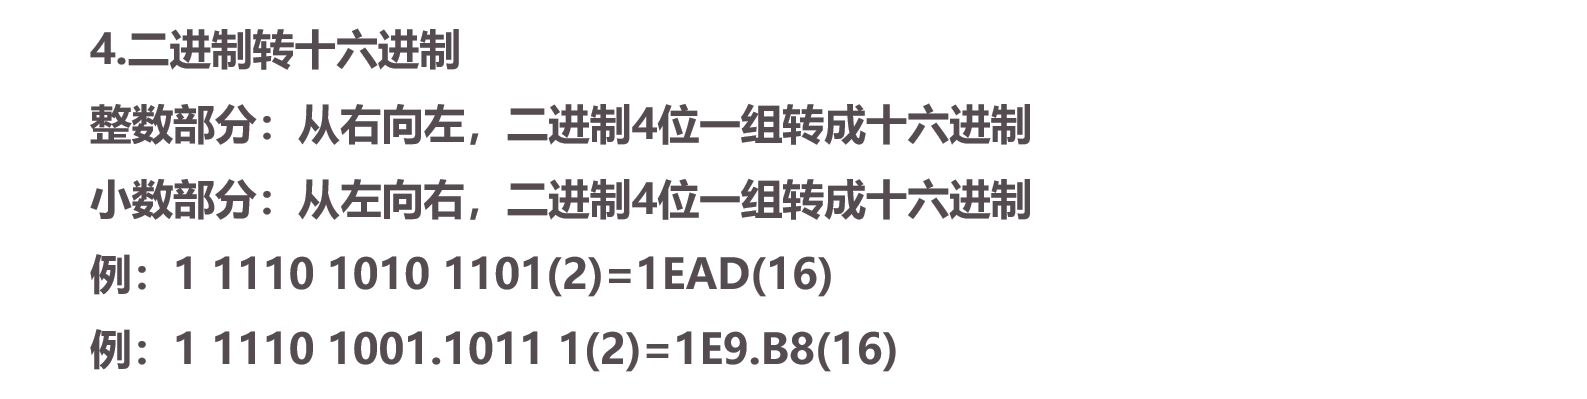 4.二进制转十六进制
整数部分：从右向左，二进制4位一组转成十六进制
小数部分：从左向右，二进制4位一组转成十六进制
例：1 1110 1010 1101(2)=1EAD(16)
例：1 1110 1001.1011 1(2)=1E9.B8(16)